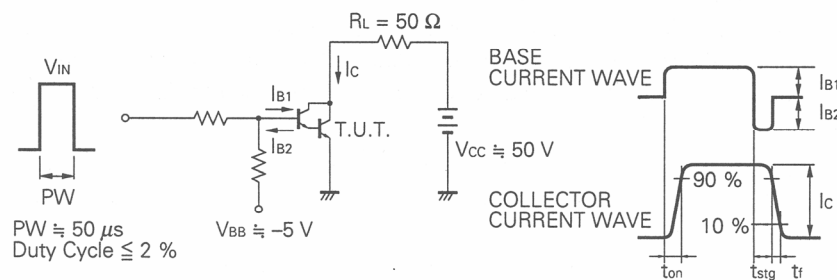 VIN
PW
PW ≒ 50 μs
Duty Cycle ≦ 2 %
RL = 50 Ω
IC
IB1
IB2
T.U.T.
VBB ≒ -5 V
VCC ≒ 50 V
BASE
CURRENT WAVE
IB1
IB2
COLLECTOR
CURRENT WAVE
90 %
10 %
IC
ton
tstg
tf